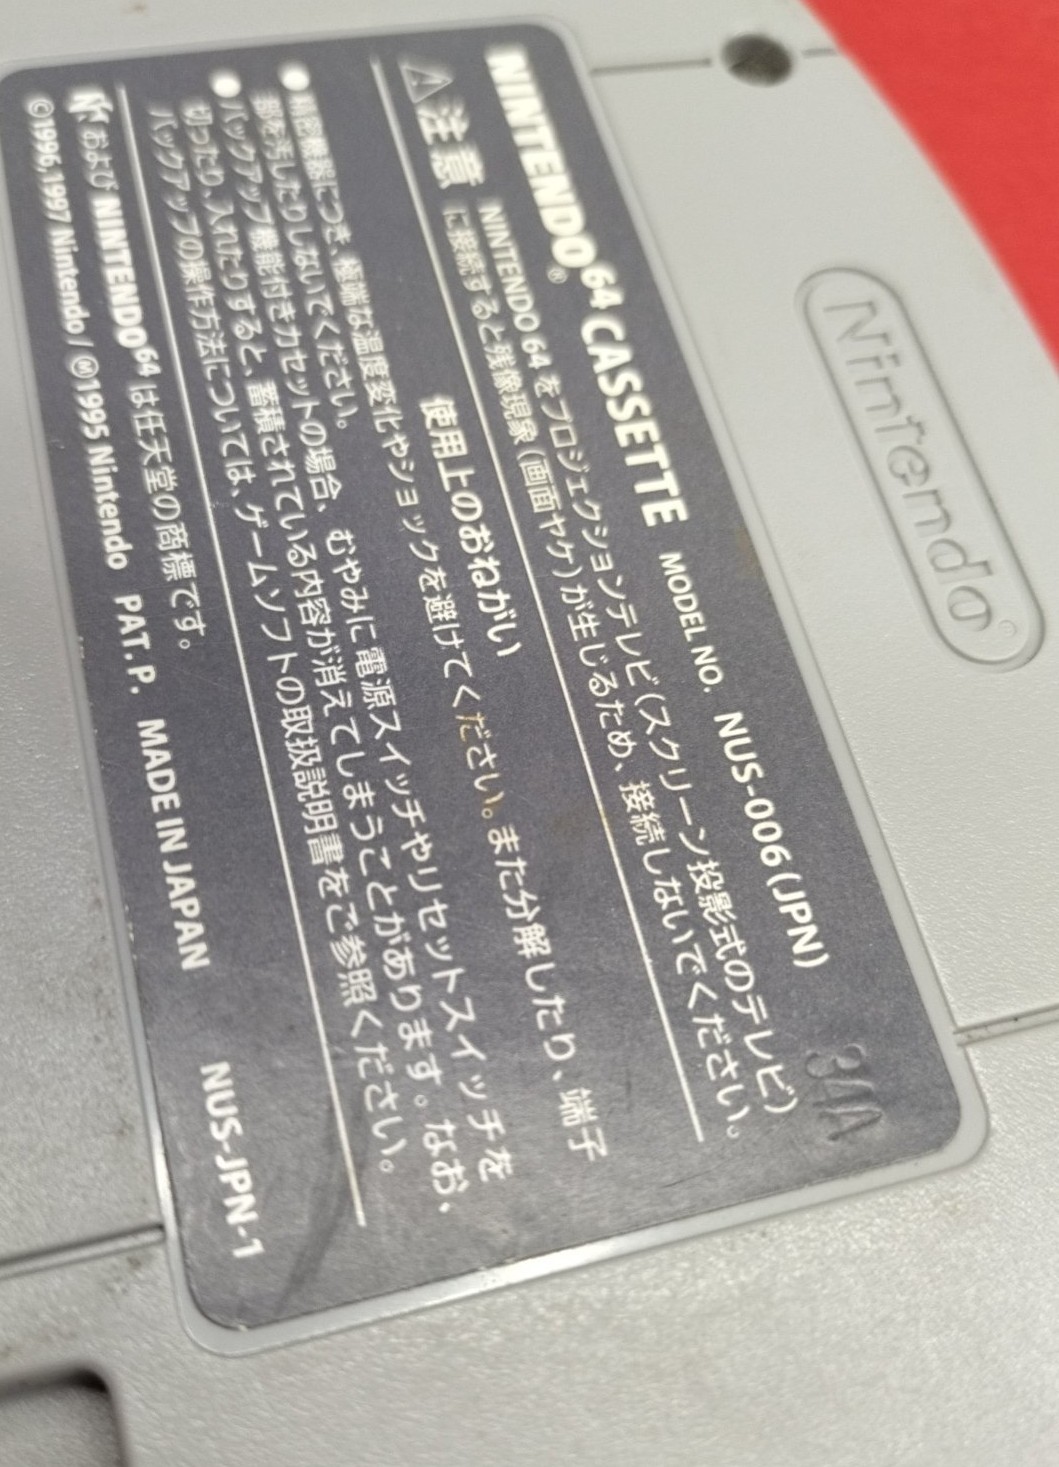 Nintendo
NINTENDO64 CASSETTE MODEL NO. NUS-006(JPN)
34A
⚠注意 NINTENDO 64 をプロジェクションテレビ(スクリーン投影式のテレビ)
に接続すると残像現象(画面ヤケ)が生じるため、接続しないでください。
使用上のおねがい
●精密機器につき、極端な温度変化やショックを避けてください。また分解したり、端子
部を汚したりしないでください。
●バックアップ機能付きカセットの場合、むやみに電源スイッチやリセットスイッチを
切ったり、入れたりすると、蓄積されている内容が消えてしまうことがあります。なお、
バックアップの操作方法については、ゲームソフトの取扱説明書をご参照ください。
および NINTENDO64 は任天堂の商標です。
©1996,1997 Nintendo / Ⓜ1995 Nintendo PAT. P. MADE IN JAPAN NUS-JPN-1